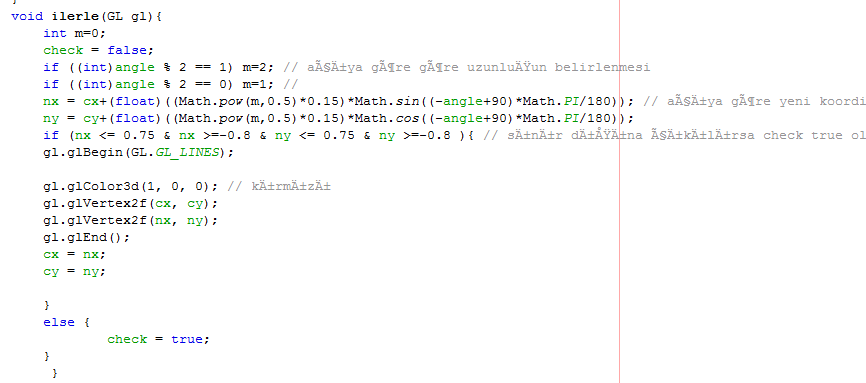 void ilerle(GL gl){
int m=0;
check = false;
if ((int)angle % 2 == 1) m=2; // aÃ§Ä±ya gÃ¶re gÃ¶re uzunluÄŸun belirlenmesi
if ((int)angle % 2 == 0) m=1; //
nx = cx+(float)((Math.pow(m,0.5)*0.15)*Math.sin((-angle+90)*Math.PI/180)); // aÃ§Ä±ya gÃ¶re yeni koordi
ny = cy+(float)((Math.pow(m,0.5)*0.15)*Math.cos((-angle+90)*Math.PI/180));
if (nx <= 0.75 & nx >=-0.8 & ny <= 0.75 & ny >=-0.8 ){ // sÄ±nÄ±r dÄ±ÅŸÄ±na Ã§Ä±kÄ±lÄ±rsa check true ol
gl.glBegin(GL.GL_LINES);
gl.glColor3d(1, 0, 0); // kÄ±rmÄ±zÄ±
gl.glVertex2f(cx, cy);
gl.glVertex2f(nx, ny);
gl.glEnd();
cx = nx;
cy = ny;
}
else {
check = true;
}
}